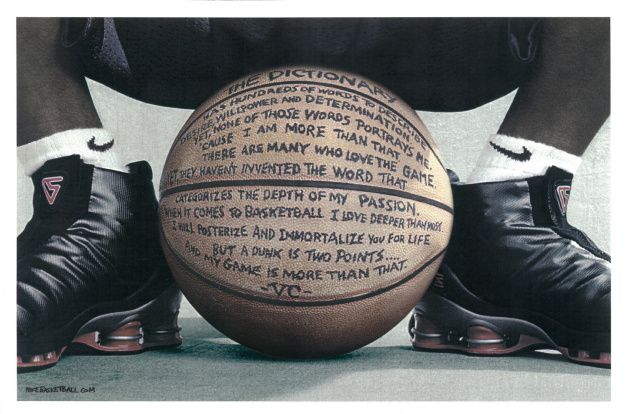 THE DICTIONARY
HAS HUNDREDS OF WORDS TO DESCRIBE
DESIRE, WILLPOWER AND DETERMINATION
YET NONE OF THOSE WORDS PORTRAYS ME.
'CAUSE I AM MORE THAN THAT
THERE ARE MANY WHO LOVE THE GAME.
YET THEY HAVEN'T INVENTED THE WORD THAT
CATEGORIZES THE DEPTH OF MY PASSION.
WHEN IT COMES TO BASKETBALL I LOVE DEEPER THAN MOST.
I WILL POSTERIZE AND IMMORTALIZE YOU FOR LIFE
BUT A DUNK IS TWO POINTS....
AND MY GAME IS MORE THAN THAT.
-VC-
NIKEBASKETBALL.COM